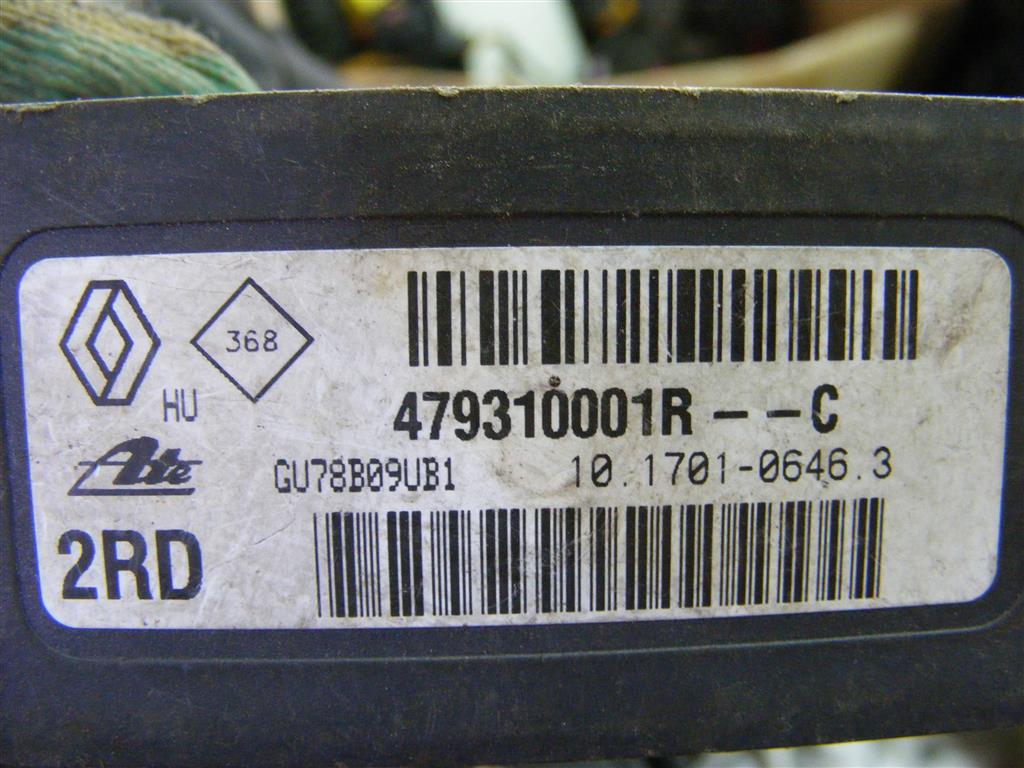 368
HU
479310001R--C
Ate
GU78B09UB1 10.1701-0646.3
2RD